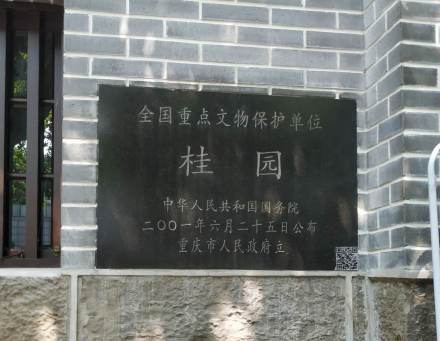 全国重点文物保护单位
桂园
中华人民共和国国务院
二〇〇一年六月二十五日公布
重庆市人民政府立